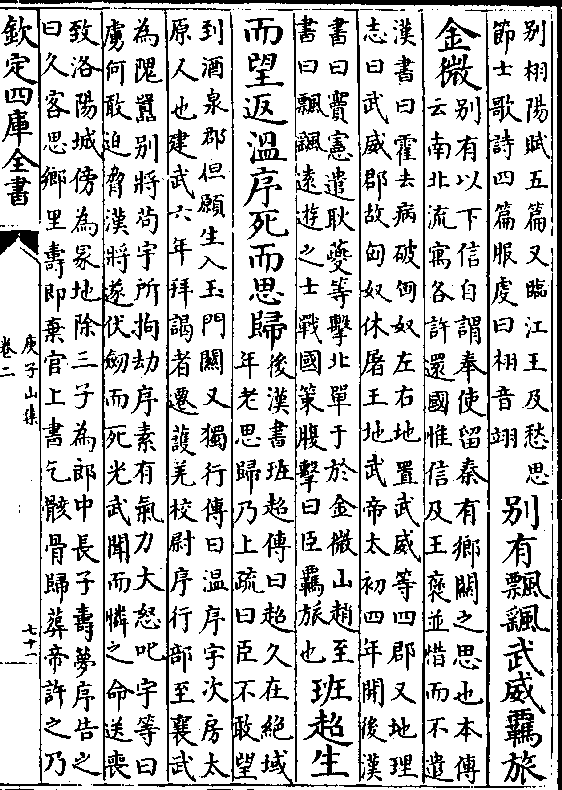 别栩陽賦五篇又臨江王及愁思
節士歌詩四篇服虔曰栩音翊
别有飄颻武威羈旅
金微
别有以下信自謂奉使留秦有鄉關之思也本傳
云南北流寓各許還國惟信及王褒並惜而不遣
漢書曰霍去病破匈奴左右地置武威等四郡又地理
志曰武威郡故匈奴休屠王地武帝太初四年開後漢
書曰竇憲遣耿夔等擊北單于於金微山趙至
書曰飄颻遠遊之士戰國策腹擊曰臣羈旅也
班超生
而望返溫序死而思歸
後漢書班超傳曰超久在絕域
年老思歸乃上疏曰臣不敢望
到酒泉郡但願生入玉門關又獨行傳曰温序字次房太
原人也建武六年拜謁者遷護羌校尉序行部至襄武
為隗囂别將苟宇所拘劫序素有氣力大怒叱宇等曰
虜何敢迫脅漢將遂伏劒而死光武聞而憐之命送喪
致洛陽城傍為冢地除三子為郎中長子壽夢序告之
曰久客思鄉里壽即棄官上書乞骸骨歸葬帝許之乃
欽定四庫全書
庾子山集
卷二
七十一